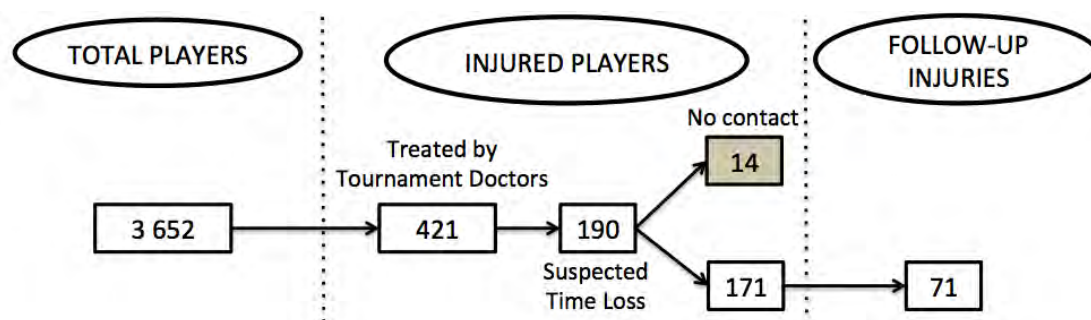 TOTAL PLAYERS
INJURED PLAYERS
FOLLOW-UP
INJURIES
No contact
14
Treated by
Tournament Doctors
3 652
421
190
Suspected
Time Loss
171
71